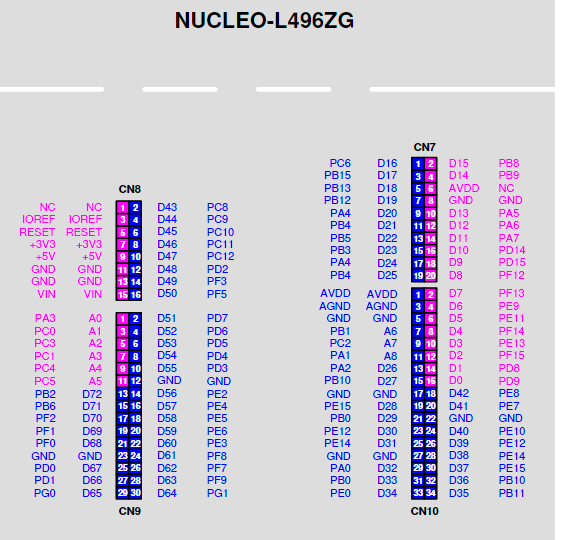 NUCLEO-L496ZG
CN7
PC6 D16 1 2 D15 PB8
PB15 D17 3 4 D14 PB9
PB13 D18 5 6 AVDD NC
PB12 D19 7 8 GND GND
PA4 D20 9 10 D13 PA5
PB4 D21 11 12 D12 PA6
PB5 D22 13 14 D11 PA7
PB3 D23 15 16 D10 PD14
PA4 D24 17 18 D9 PD15
PB4 D25 19 20 D8 PF12
CN8
NC NC 1 2 D43 PC8
IOREF IOREF 3 4 D44 PC9
RESET RESET 5 6 D45 PC10
+3V3 +3V3 7 8 D46 PC11
+5V +5V 9 10 D47 PC12
GND GND 11 12 D48 PD2
GND GND 13 14 D49 PF3
VIN VIN 15 16 D50 PF5
PA3 A0 1 2 D51 PD7
PC0 A1 3 4 D52 PD6
PC3 A2 5 6 D53 PD5
PC1 A3 7 8 D54 PD4
PC4 A4 9 10 D55 PD3
PC5 A5 11 12 GND GND
PB2 D72 13 14 D56 PE2
PB6 D71 15 16 D57 PE4
PF2 D70 17 18 D58 PE5
PF1 D69 19 20 D59 PE6
PF0 D68 21 22 D60 PE3
GND GND 23 24 D61 PF8
PD0 D67 25 26 D62 PF7
PD1 D66 27 28 D63 PF9
PG0 D65 29 30 D64 PG1
CN9
AVDD AVDD 1 2 D7 PF13
AGND AGND 3 4 D6 PE9
GND GND 5 6 D5 PE11
PB1 A6 7 8 D4 PF14
PC2 A7 9 10 D3 PE13
PA1 A8 11 12 D2 PF15
PA2 D26 13 14 D1 PD8
PB10 D27 15 16 D0 PD9
GND GND 17 18 D42 PE8
PE15 D28 19 20 D41 PE7
PB0 D29 21 22 GND GND
PE12 D30 23 24 D40 PE10
PE14 D31 25 26 D39 PE12
GND GND 27 28 D38 PE14
PA0 D32 29 30 D37 PE15
PB0 D33 31 32 D36 PB10
PE0 D34 33 34 D35 PB11
CN10